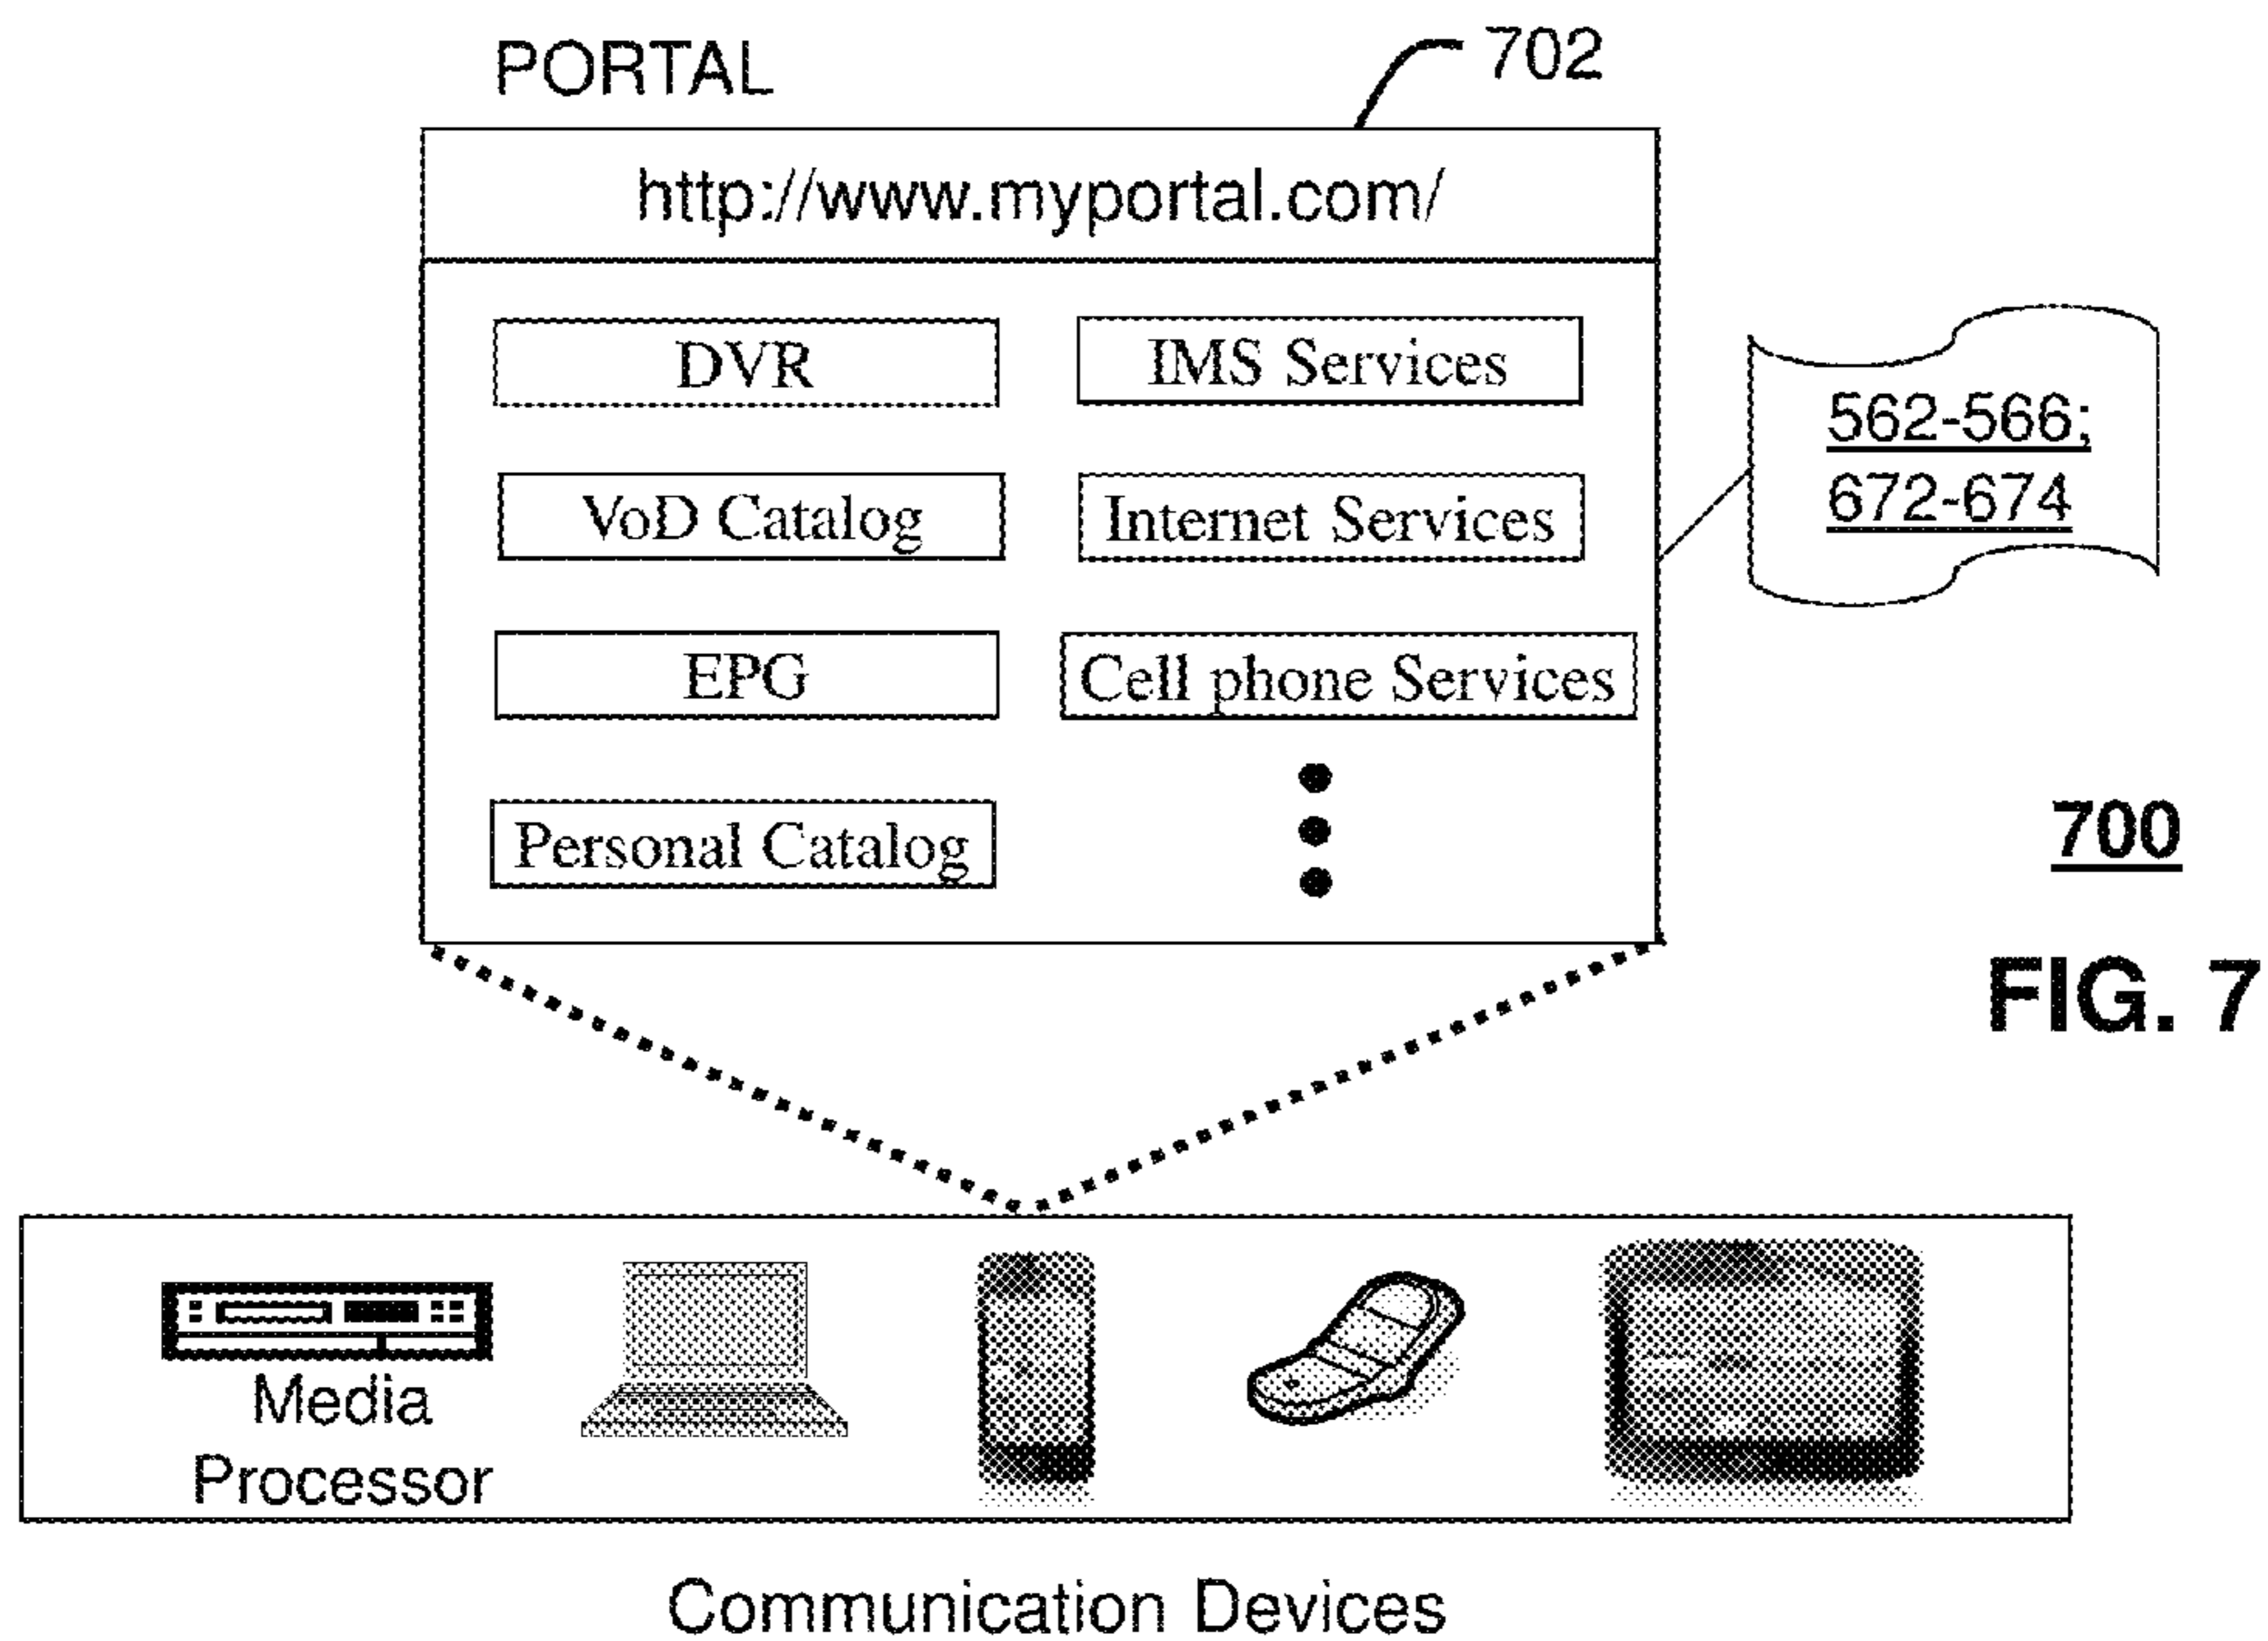 PORTAL
702
http://www.myportal.com/
DVR
IMS Services
VoD Catalog
Internet Services
562-566;
672-674
EPG
Cell phone Services
Personal Catalog
700
FIG. 7
Media
Processor
Communication Devices